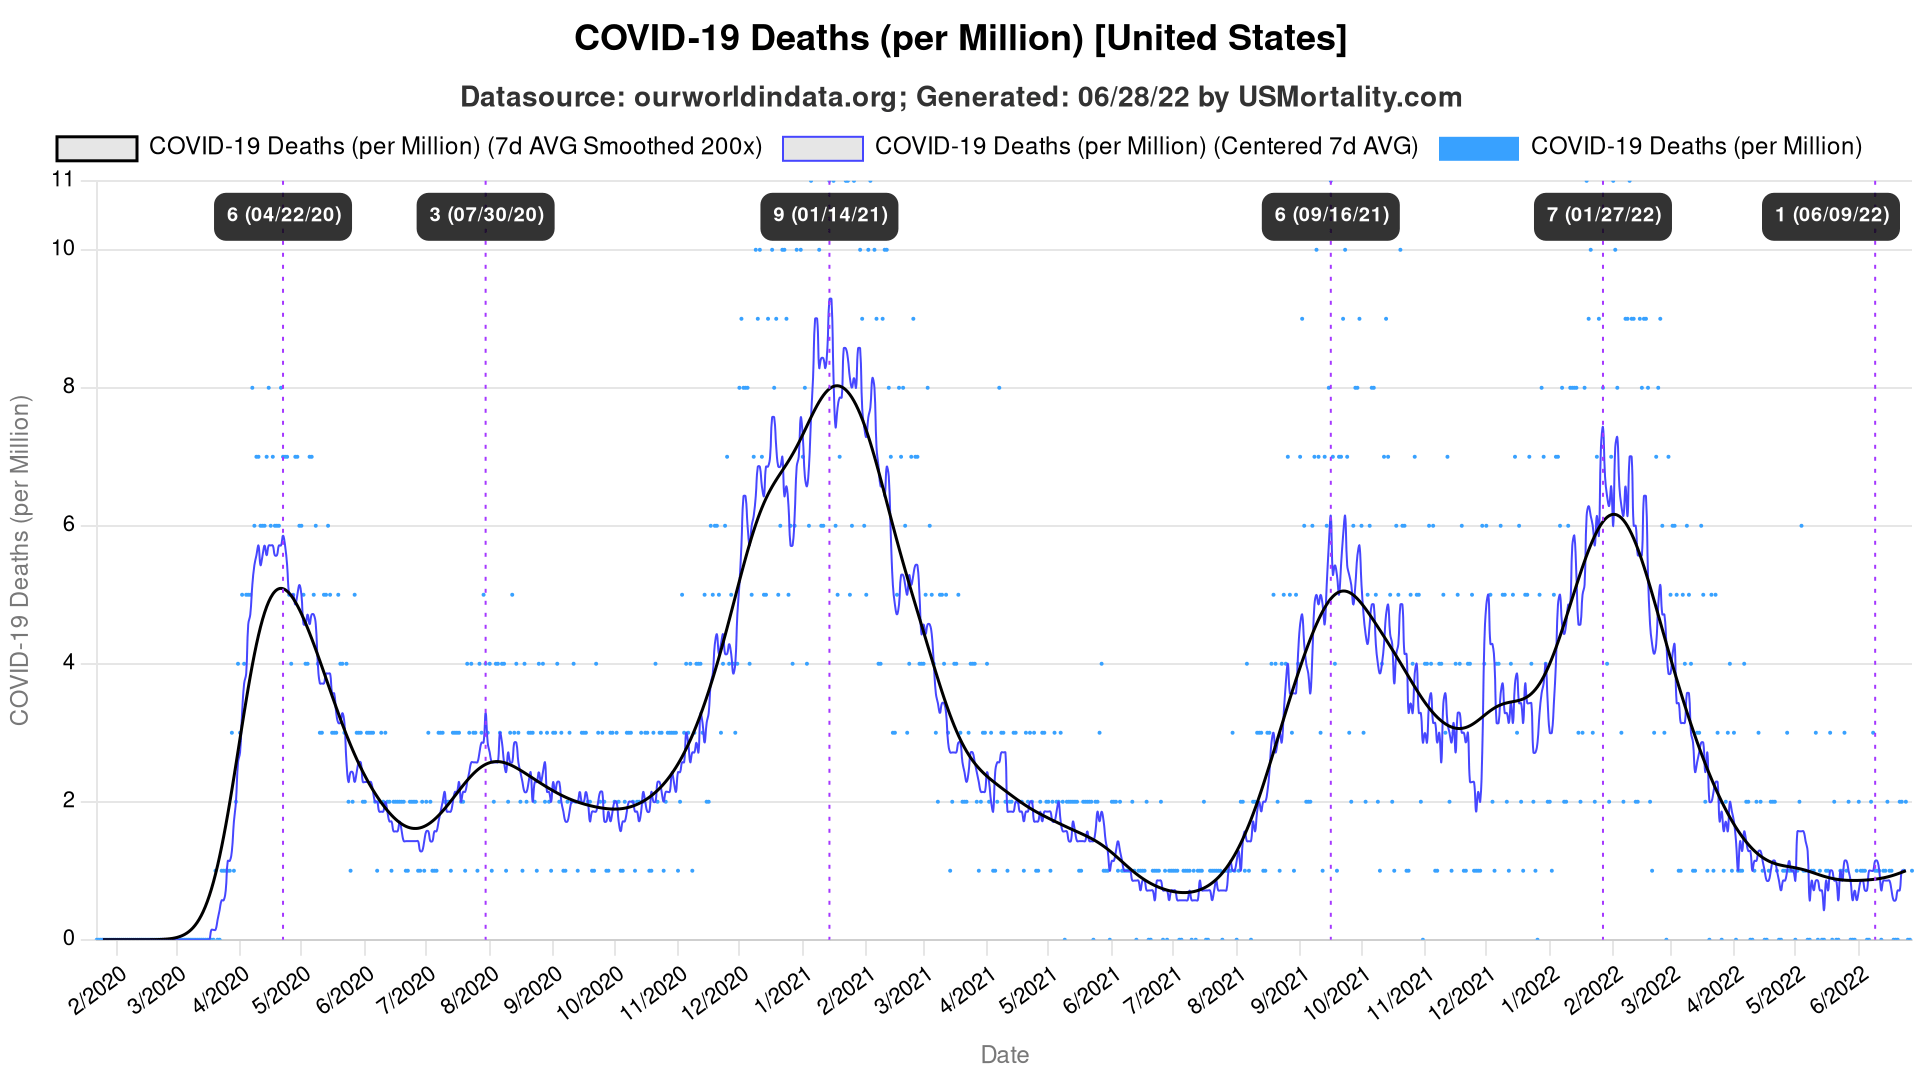 COVID-19 Deaths (per Million) [United States]
Datasource: ourworldindata.org; Generated: 06/28/22 by USMortality.com
COVID-19 Deaths (per Million) (7d AVG Smoothed 200x) COVID-19 Deaths (per Million) (Centered 7d AVG) COVID-19 Deaths (per Million)
11
6 (04/22/20) 3 (07/30/20) 9 (01/14/21) 6 (09/16/21) 7 (01/27/22) 1 (06/09/22)
10
8
6
4
2
0
COVID-19 Deaths (per Million)
2/2020 3/2020 4/2020 5/2020 6/2020 7/2020 8/2020 9/2020 10/2020 11/2020 12/2020 1/2021 2/2021 3/2021 4/2021 5/2021 6/2021 7/2021 8/2021 9/2021 10/2021 11/2021 12/2021 1/2022 2/2022 3/2022 4/2022 5/2022 6/2022
Date